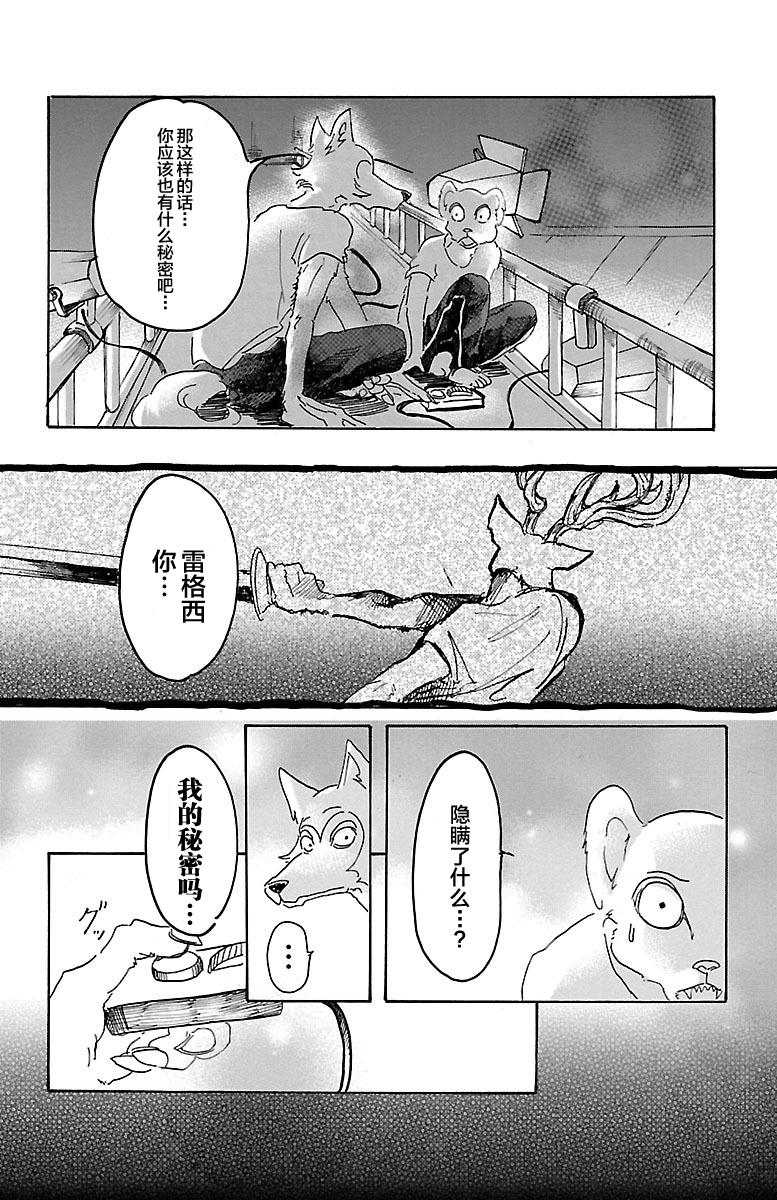 那这样的话…
你应该也有什么秘密吧…
雷格西
你…
隐瞒了什么…?
…
我的秘密吗…
グッ